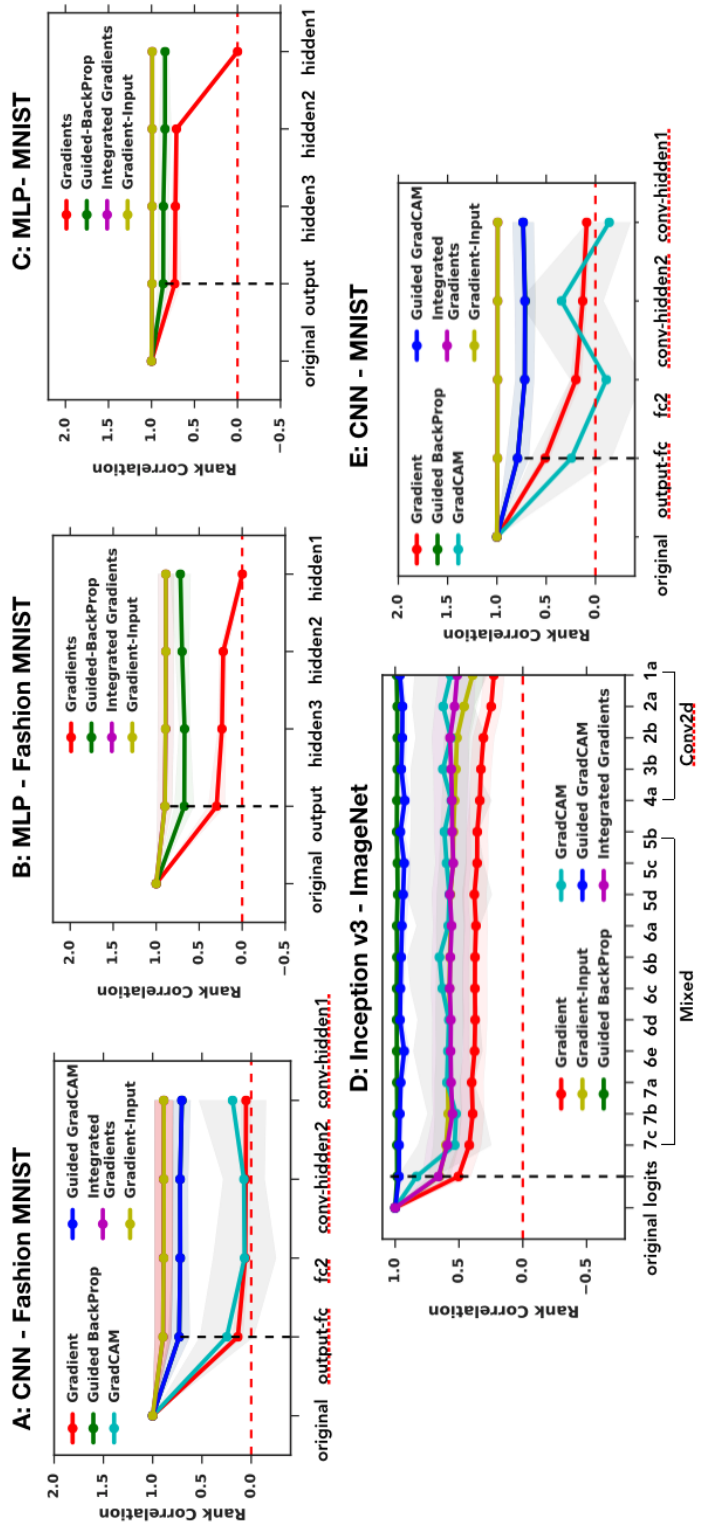 A: CNN - Fashion MNIST
Gradient
Guided BackProp
GradCAM
Guided GradCAM
Integrated
Gradients
Gradient-Input
Rank Correlation
2.0
1.5
1.0
0.5
0.0
original output-fc fc2 conv-hidden2 conv-hidden1
B: MLP - Fashion MNIST
Gradients
Guided-BackProp
Integrated Gradients
Gradient-Input
Rank Correlation
2.0
1.5
1.0
0.5
0.0
−0.5
original output hidden3 hidden2 hidden1
C: MLP- MNIST
Gradients
Guided-BackProp
Integrated Gradients
Gradient-Input
Rank Correlation
2.0
1.5
1.0
0.5
0.0
−0.5
original output hidden3 hidden2 hidden1
D: Inception v3 - ImageNet
Rank Correlation
1.0
0.5
0.0
−0.5
Gradient
Gradient-Input
Guided BackProp
GradCAM
Guided GradCAM
Integrated Gradients
original logits 7c 7b 7a 6e 6d 6c 6b 6a 5d 5c 5b 4a 3b 2b 2a 1a
Mixed Conv2d
E: CNN - MNIST
Gradient
Guided BackProp
GradCAM
Guided GradCAM
Integrated
Gradients
Gradient-Input
Rank Correlation
2.0
1.5
1.0
0.5
0.0
original output-fc fc2 conv-hidden2 conv-hidden1